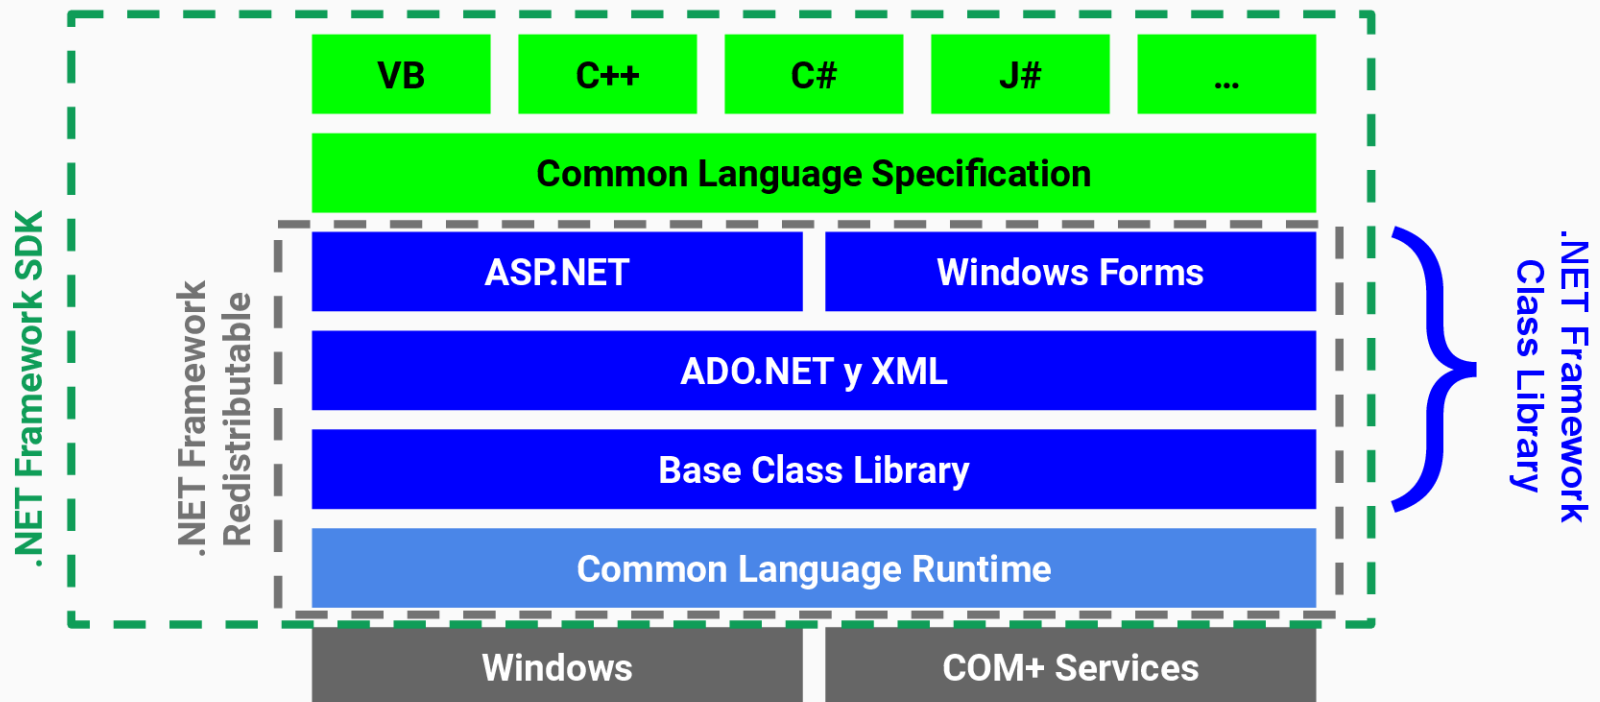 VB
C++
C#
J#
...
Common Language Specification
ASP.NET
Windows Forms
ADO.NET y XML
Base Class Library
Common Language Runtime
Windows
COM+ Services
.NET Framework SDK
.NET Framework
Redistributable
.NET Framework
Class Library